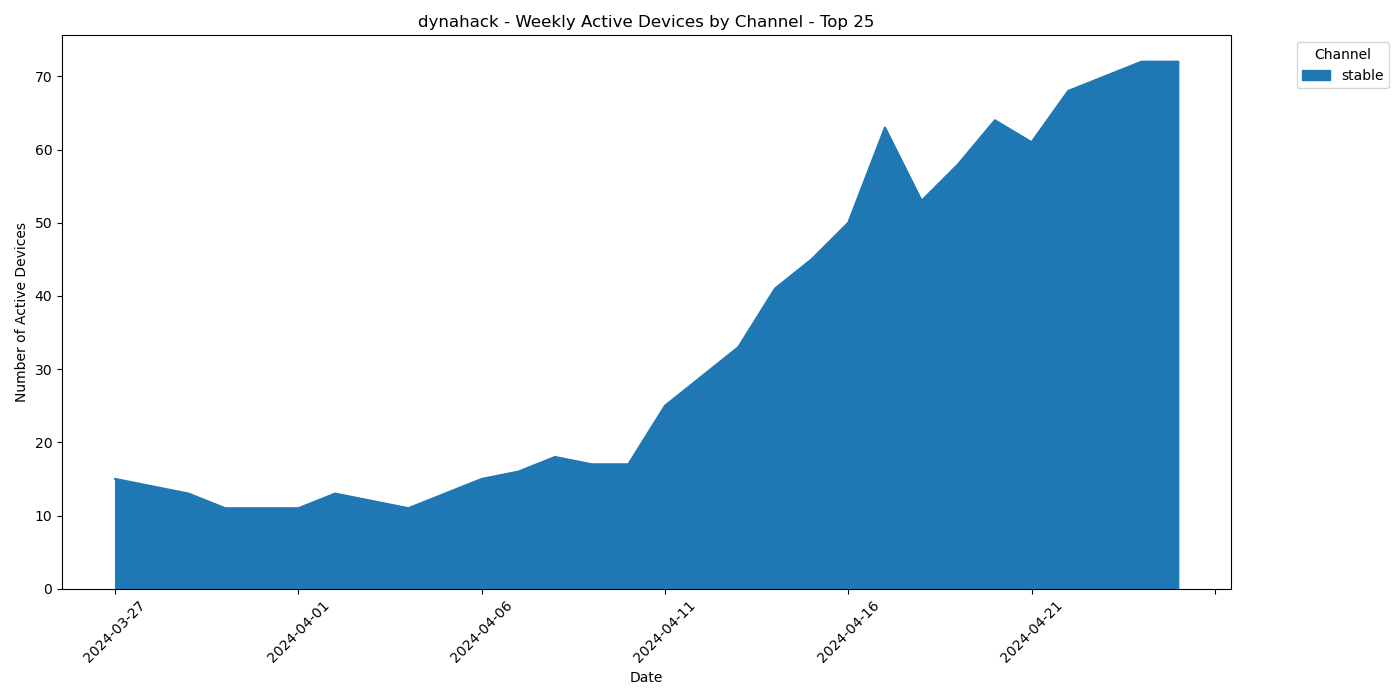 dynahack - Weekly Active Devices by Channel - Top 25
Channel
stable
Number of Active Devices
70
60
50
40
30
20
10
0
2024-03-27
2024-04-01
2024-04-06
2024-04-11
2024-04-16
2024-04-21
Date